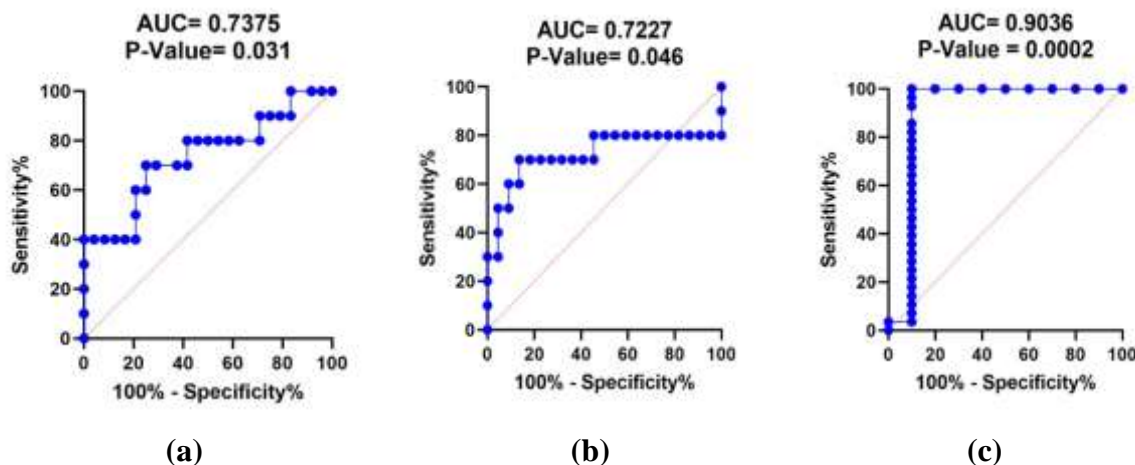 AUC= 0.7375
P-Value= 0.031
Sensitivity%
100
80
60
40
20
0
0 20 40 60 80 100
100% - Specificity%
(a)
AUC= 0.7227
P-Value= 0.046
Sensitivity%
100
80
60
40
20
0
0 20 40 60 80 100
100% - Specificity%
(b)
AUC= 0.9036
P-Value = 0.0002
Sensitivity%
100
80
60
40
20
0
0 20 40 60 80 100
100% - Specificity%
(c)